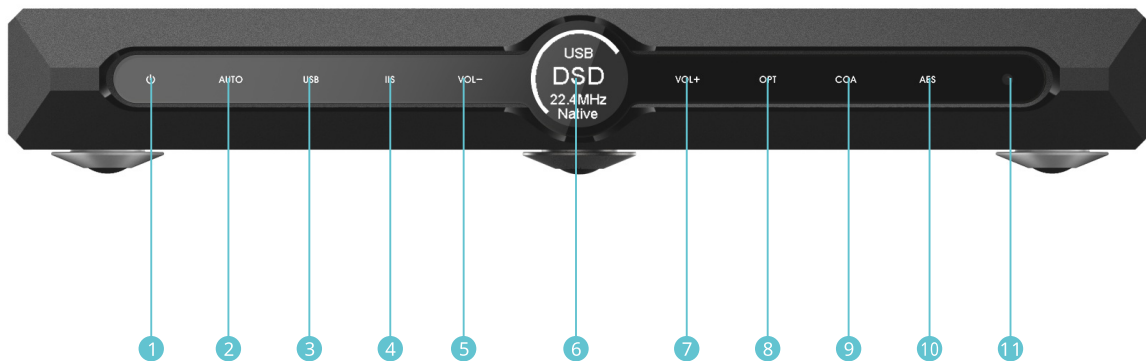 USB
DSD
22.4MHz
Native
AUTO USB IIS VOL− VOL+ OPT COA AES
1 2 3 4 5 6 7 8 9 10 11